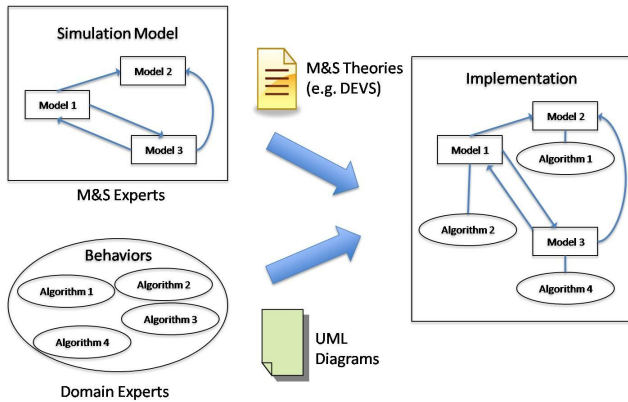 Simulation Model
Model 2
Model 1
Model 3
M&S Experts
M&S Theories
(e.g. DEVS)
Behaviors
Algorithm 1
Algorithm 2
Algorithm 3
Algorithm 4
Domain Experts
UML
Diagrams
Implementation
Model 2
Model 1
Algorithm 1
Algorithm 2
Model 3
Algorithm 4